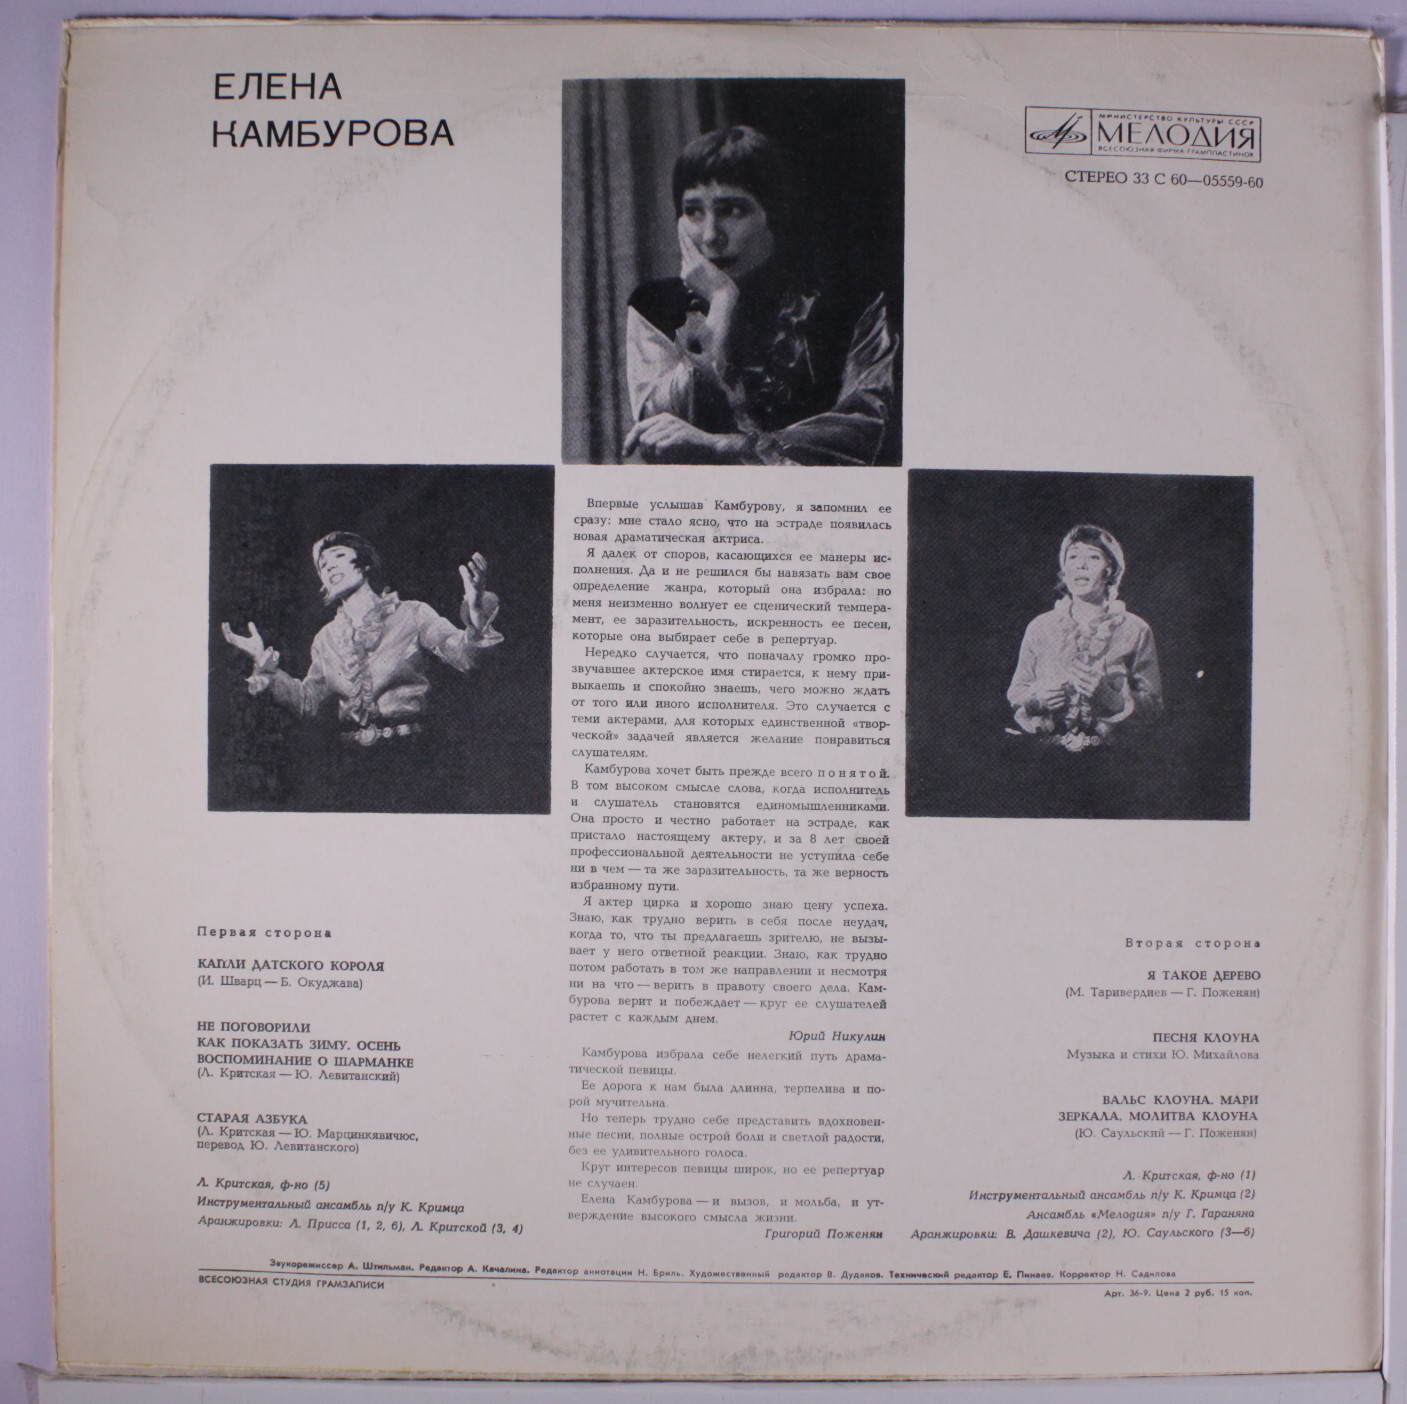 ЕЛЕНА
КАМБУРОВА
МИНИСТЕРСТВО КУЛЬТУРЫ СССР
МЕЛОДИЯ
ВСЕСОЮЗНАЯ ФИРМА ГРАМПЛАСТИНОК
СТЕРЕО 33 С 60—05559-60
Впервые услышав Камбурову, я запомнил ее
сразу: мне стало ясно, что на эстраде появилась
новая драматическая актриса.
Я далек от споров, касающихся ее манеры ис-
полнения. Да и не решился бы навязать вам свое
определение жанра, который она избрала: но
меня неизменно волнует ее сценический темпера-
мент, ее заразительность, искренность ее песен,
которые она выбирает себе в репертуар.
Нередко случается, что поначалу громко про-
звучавшее актерское имя стирается, к нему при-
выкаешь и спокойно знаешь, чего можно ждать
от того или иного исполнителя. Это случается с
теми актерами, для которых единственной «твор-
ческой» задачей является желание понравиться
слушателям.
Камбурова хочет быть прежде всего понятой.
В том высоком смысле слова, когда исполнитель
и слушатель становятся единомышленниками.
Она просто и честно работает на эстраде, как
пристало настоящему актеру, и за 8 лет своей
профессиональной деятельности не уступила себе
ни в чем — та же заразительность, та же верность
избранному пути.
Я актер цирка и хорошо знаю цену успеха.
Знаю, как трудно верить в себя после неудач,
когда то, что ты предлагаешь зрителю, не вызы-
вает у него ответной реакции. Знаю, как трудно
потом работать в том же направлении и несмотря
ни на что — верить в правоту своего дела. Кам-
бурова верит и побеждает — круг ее слушателей
растет с каждым днем.
Юрий Никулин
Камбурова избрала себе нелегкий путь драма-
тической певицы.
Ее дорога к нам была длинна, терпелива и по-
рой мучительна.
Но теперь трудно себе представить вдохновен-
ные песни, полные острой боли и светлой радости,
без ее удивительного голоса.
Круг интересов певицы широк, но ее репертуар
не случаен.
Елена Камбурова — и вызов, и мольба, и ут-
верждение высокого смысла жизни.
Григорий Поженян
Первая сторона
КАПЛИ ДАТСКОГО КОРОЛЯ
(И. Шварц — Б. Окуджава)
НЕ ПОГОВОРИЛИ
КАК ПОКАЗАТЬ ЗИМУ. ОСЕНЬ
ВОСПОМИНАНИЕ О ШАРМАНКЕ
(Л. Критская — Ю. Левитанский)
СТАРАЯ АЗБУКА
(Л. Критская — Ю. Марцинкявичюс,
перевод Ю. Левитанского)
Л. Критская, ф-но (5)
Инструментальный ансамбль п/у К. Кримца
Аранжировки: Л. Присса (1, 2, 6), Л. Критской (3, 4)
Вторая сторона
Я ТАКОЕ ДЕРЕВО
(М. Таривердиев — Г. Поженян)
ПЕСНЯ КЛОУНА
Музыка и стихи Ю. Михайлова
ВАЛЬС КЛОУНА. МАРИ
ЗЕРКАЛА. МОЛИТВА КЛОУНА
(Ю. Саульский — Г. Поженян)
Л. Критская, ф-но (1)
Инструментальный ансамбль п/у К. Кримца (2)
Ансамбль «Мелодия» п/у Г. Гараняна
Аранжировки: В. Дашкевича (2), Ю. Саульского (3—6)
Звукорежиссер А. Штильман. Редактор А. Качалина. Редактор аннотации Н. Бриль. Художественный редактор В. Дудаков. Технический редактор Е. Пинаев. Корректор Н. Садилова
ВСЕСОЮЗНАЯ СТУДИЯ ГРАМЗАПИСИ
Арт. 36-9. Цена 2 руб. 15 коп.